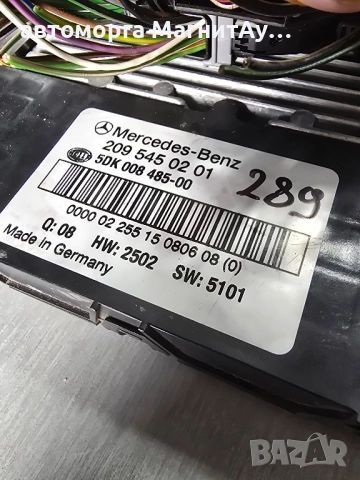 автоморга МагнитАу...
Mercedes-Benz
209 545 02 01
5DK 008 485-00
289
0000 02 255 15 0806 08 (0)
Q: 08 HW: 2502 SW: 5101
Made in Germany
BAZAR